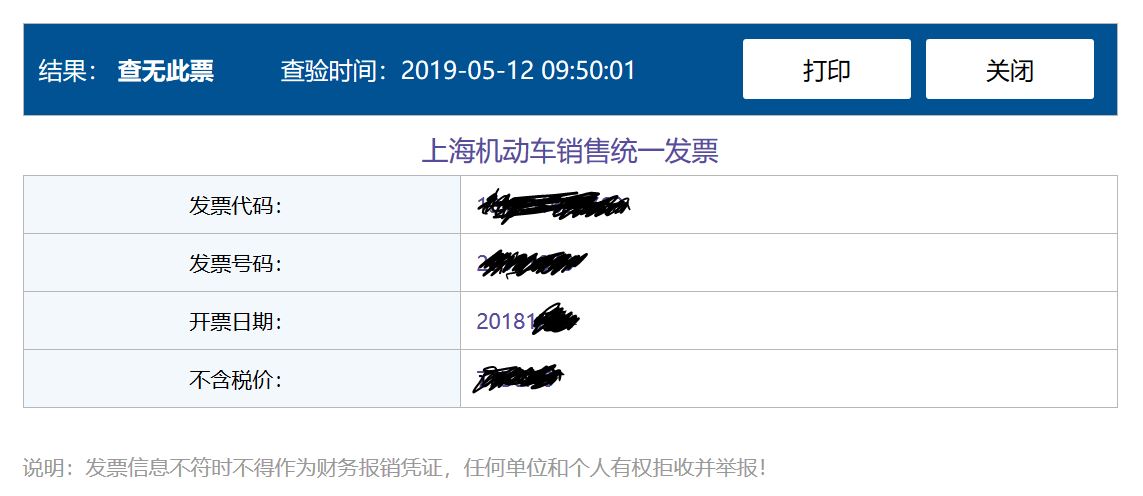 结果： 查无此票 查验时间：2019-05-12 09:50:01 打印 关闭
上海机动车销售统一发票
发票代码：
发票号码：
开票日期： 20181
不含税价：
说明：发票信息不符时不得作为财务报销凭证，任何单位和个人有权拒收并举报！